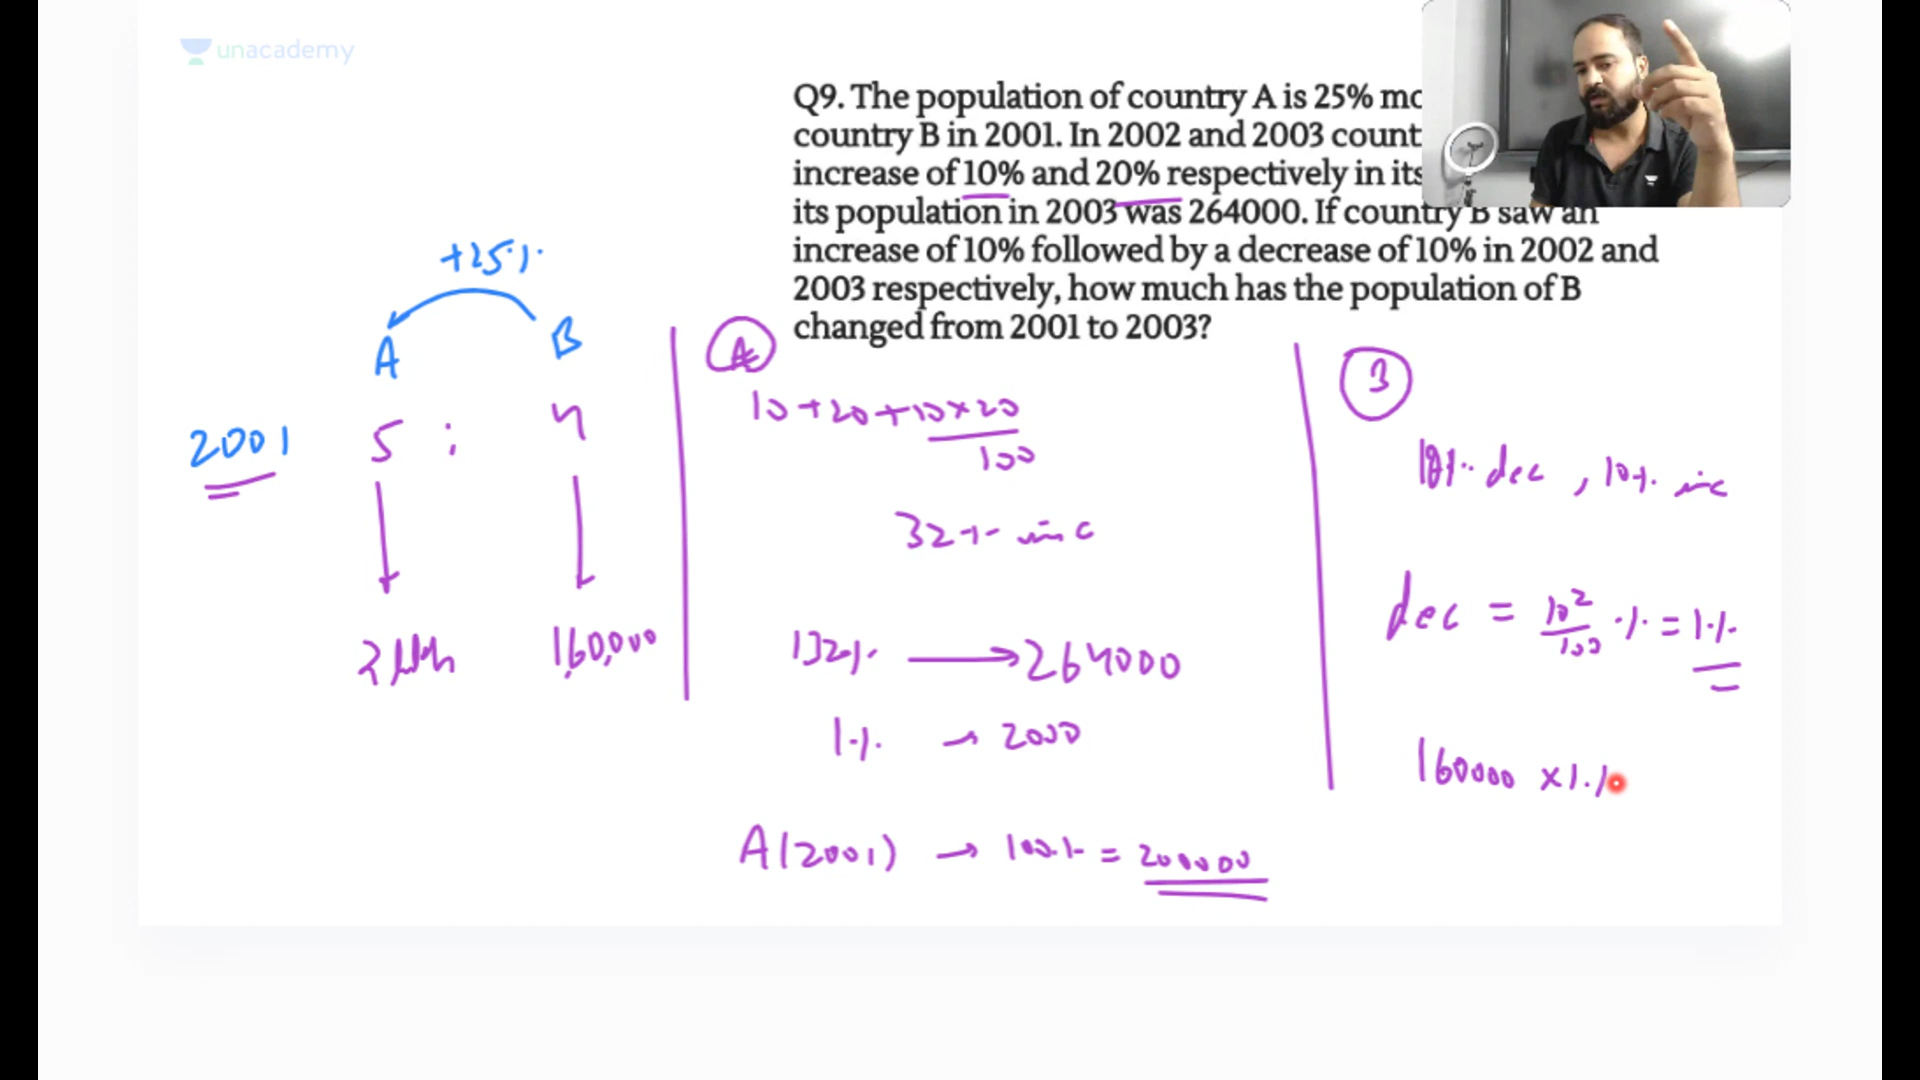 unacademy
Q9. The population of country A is 25% mo
country B in 2001. In 2002 and 2003 count
increase of 10% and 20% respectively in its
its population in 2003 was 264000. If country B saw an
increase of 10% followed by a decrease of 10% in 2002 and
2003 respectively, how much has the population of B
changed from 2001 to 2003?
+25%
A B
2001 5 : 4
160,000
A
10+20+10×20
100
32% inc
132% → 264000
1% → 2000
A(2001) → 100% = 200000
B
10% dec , 10% inc
dec = 10²/100 % = 1%
160000 × 1%